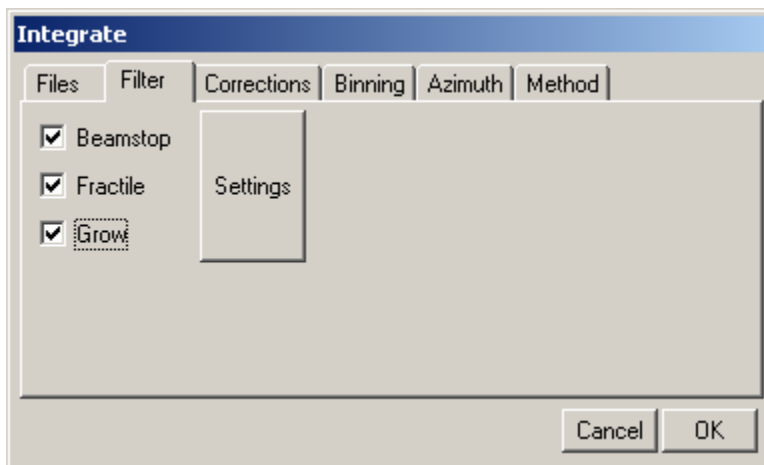 Integrate
Files Filter Corrections Binning Azimuth Method
Beamstop
Fractile Settings
Grow
Cancel OK